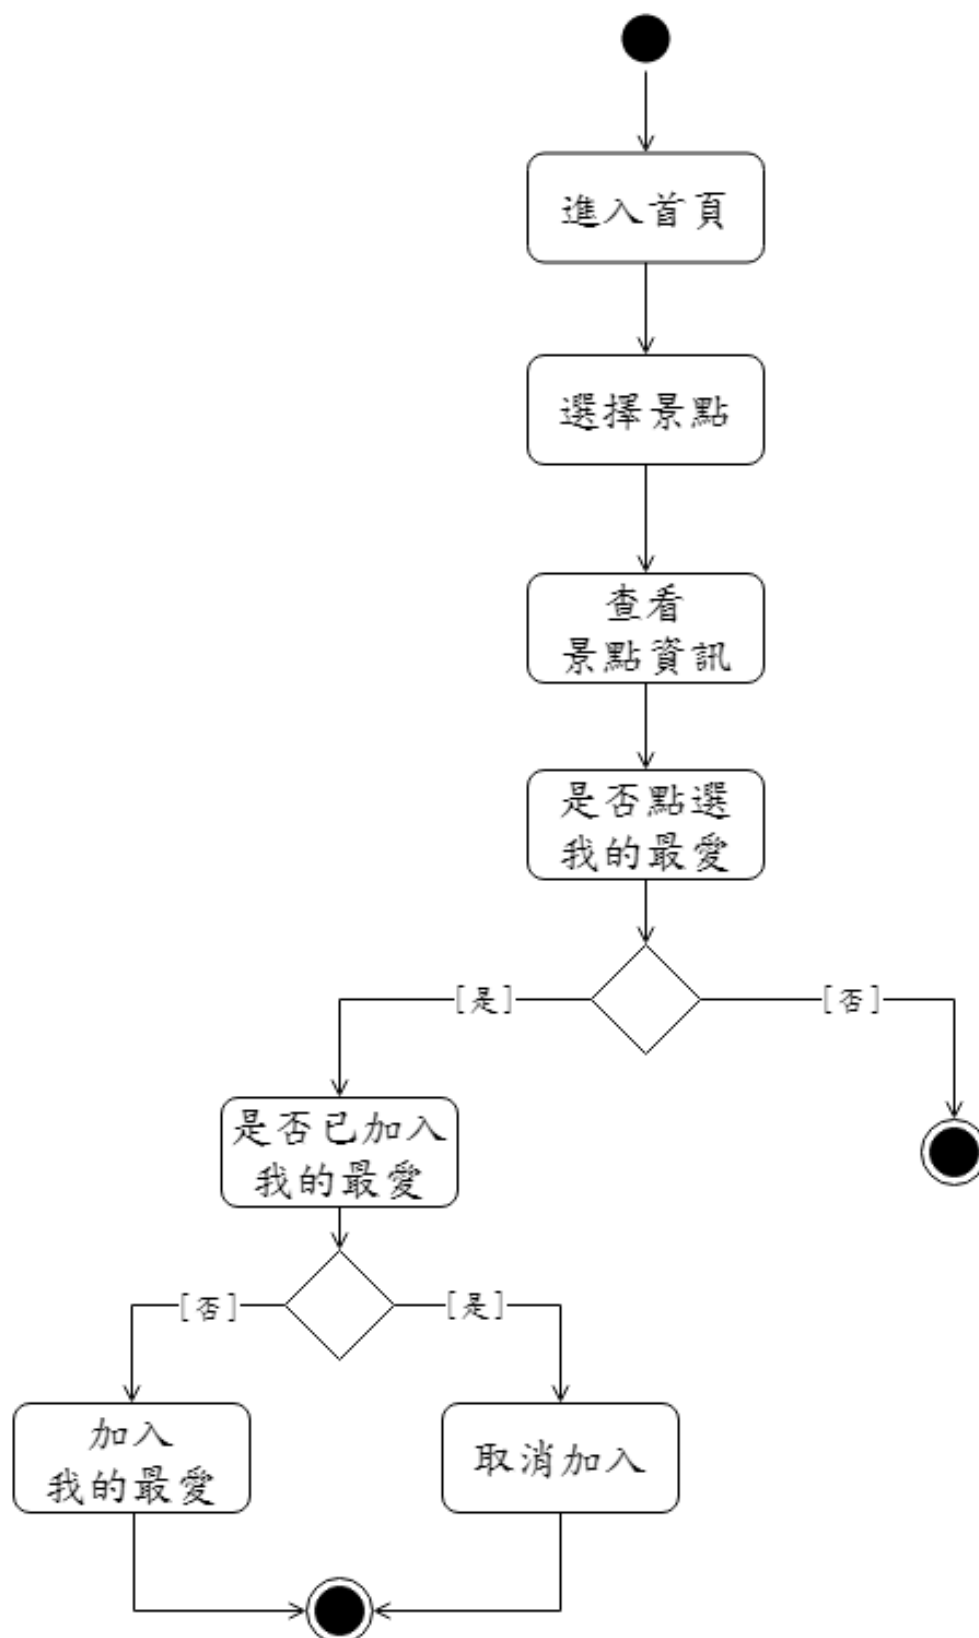 進入首頁
選擇景點
查看
景點資訊
是否點選
我的最愛
[是]
[否]
是否已加入
我的最愛
[否]
[是]
加入
我的最愛
取消加入